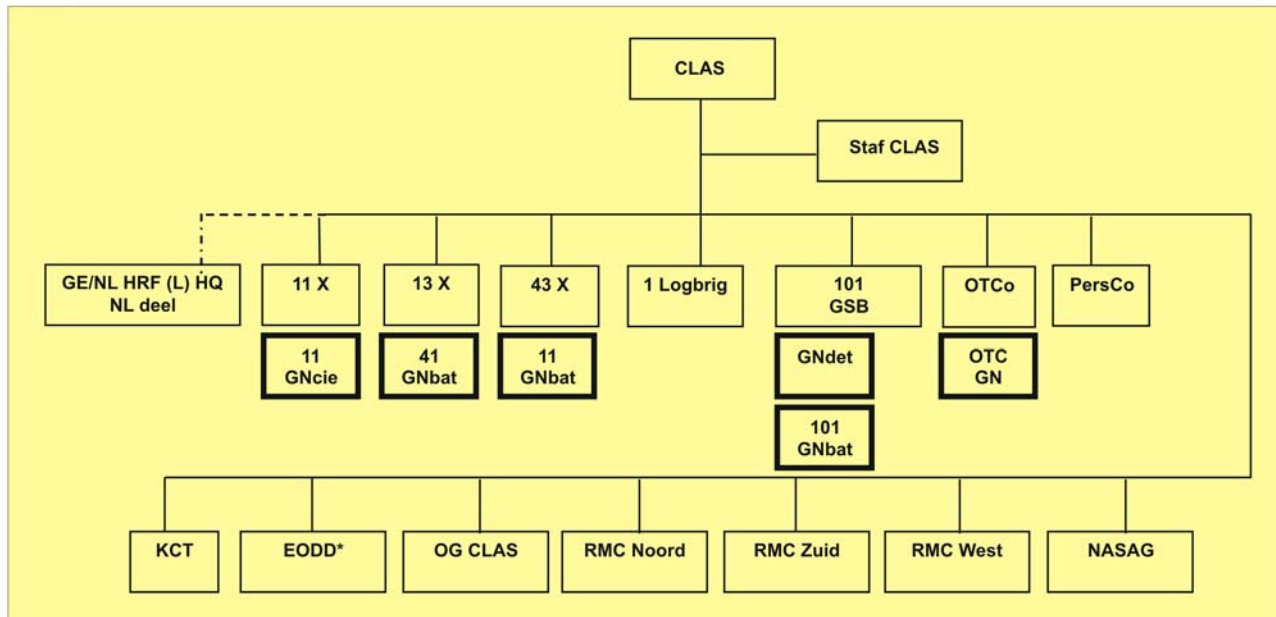 CLAS
Staf CLAS
GE/NL HRF (L) HQ
NL deel
11 X
13 X
43 X
1 Logbrig
101
GSB
OTCo
PersCo
11
GNcie
41
GNbat
11
GNbat
GNdet
OTC
GN
101
GNbat
KCT
EODD*
OG CLAS
RMC Noord
RMC Zuid
RMC West
NASAG